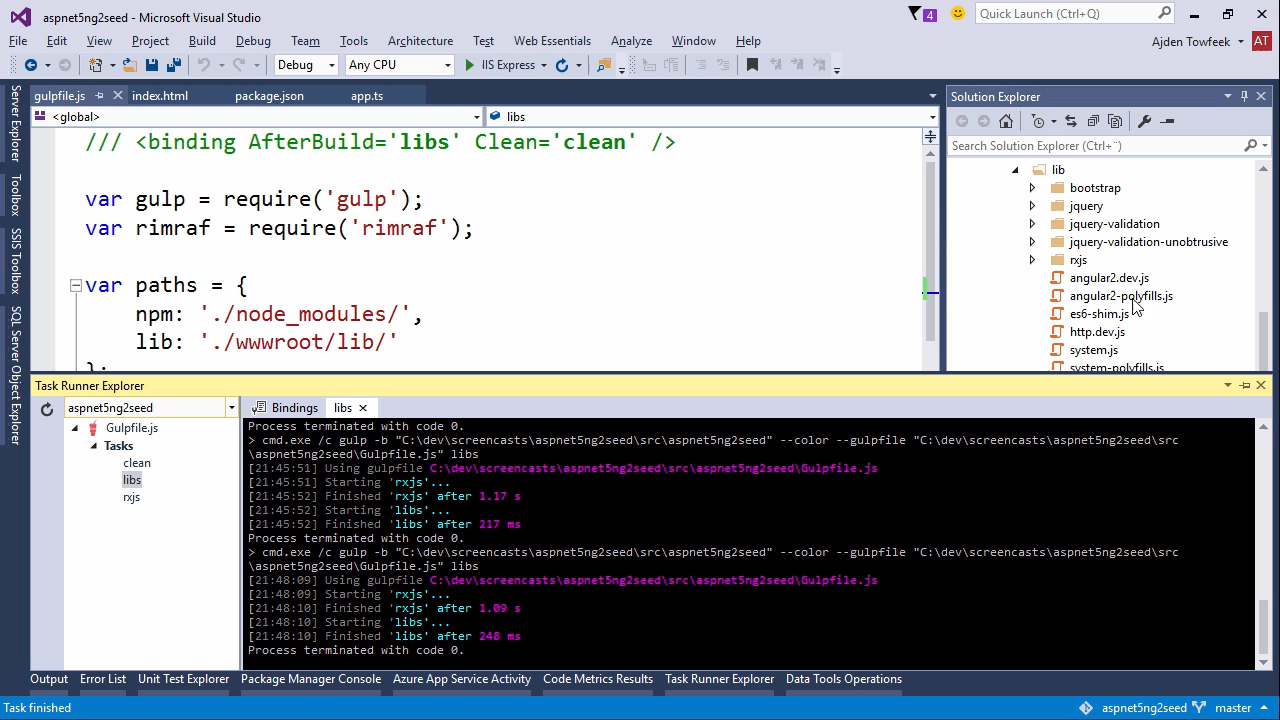 aspnet5ng2seed - Microsoft Visual Studio
4
Quick Launch (Ctrl+Q)
File Edit View Project Build Debug Team Tools Architecture Test Web Essentials Analyze Window Help
Ajden Towfeek AT
Debug Any CPU IIS Express
Server Explorer
Toolbox
SSIS Toolbox
SQL Server Object Explorer
gulpfile.js index.html package.json app.ts
<global> libs
/// <binding AfterBuild='libs' Clean='clean' />
var gulp = require('gulp');
var rimraf = require('rimraf');
var paths = {
npm: './node_modules/',
lib: './wwwroot/lib/'
};
Solution Explorer
Search Solution Explorer (Ctrl+¨)
lib
bootstrap
jquery
jquery-validation
jquery-validation-unobtrusive
rxjs
angular2.dev.js
angular2-polyfills.js
es6-shim.js
http.dev.js
system.js
system-polyfills.js
Task Runner Explorer
aspnet5ng2seed
Gulpfile.js
Tasks
clean
libs
rxjs
Bindings libs
Process terminated with code 0.
> cmd.exe /c gulp -b "C:\dev\screencasts\aspnet5ng2seed\src\aspnet5ng2seed" --color --gulpfile "C:\dev\screencasts\aspnet5ng2seed\src
\aspnet5ng2seed\Gulpfile.js" libs
[21:45:51] Using gulpfile C:\dev\screencasts\aspnet5ng2seed\src\aspnet5ng2seed\Gulpfile.js
[21:45:51] Starting 'rxjs'...
[21:45:52] Finished 'rxjs' after 1.17 s
[21:45:52] Starting 'libs'...
[21:45:52] Finished 'libs' after 217 ms
Process terminated with code 0.
> cmd.exe /c gulp -b "C:\dev\screencasts\aspnet5ng2seed\src\aspnet5ng2seed" --color --gulpfile "C:\dev\screencasts\aspnet5ng2seed\src
\aspnet5ng2seed\Gulpfile.js" libs
[21:48:09] Using gulpfile C:\dev\screencasts\aspnet5ng2seed\src\aspnet5ng2seed\Gulpfile.js
[21:48:09] Starting 'rxjs'...
[21:48:10] Finished 'rxjs' after 1.09 s
[21:48:10] Starting 'libs'...
[21:48:10] Finished 'libs' after 248 ms
Process terminated with code 0.
Output Error List Unit Test Explorer Package Manager Console Azure App Service Activity Code Metrics Results Task Runner Explorer Data Tools Operations
Task finished aspnet5ng2seed master